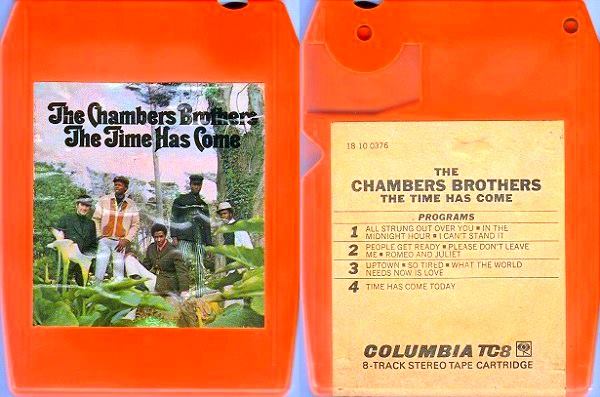 The Chambers Brothers
The Time Has Come
18 10 0376
THE
CHAMBERS BROTHERS
THE TIME HAS COME
PROGRAMS
1 ALL STRUNG OUT OVER YOU ■ IN THE
MIDNIGHT HOUR ■ I CAN'T STAND IT
2 PEOPLE GET READY ■ PLEASE DON'T LEAVE
ME ■ ROMEO AND JULIET
3 UPTOWN ■ SO TIRED ■ WHAT THE WORLD
NEEDS NOW IS LOVE
4 TIME HAS COME TODAY
COLUMBIA TC8
8-TRACK STEREO TAPE CARTRIDGE